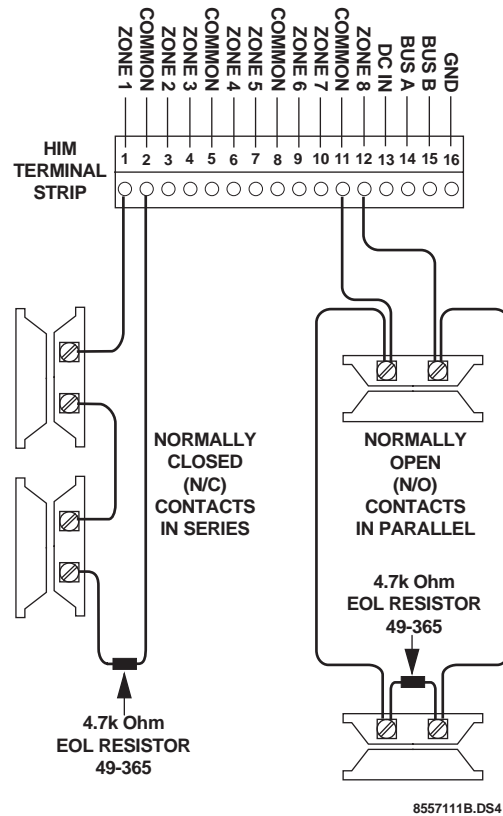 ZONE 1
COMMON
ZONE 2
ZONE 3
COMMON
ZONE 4
ZONE 5
COMMON
ZONE 6
ZONE 7
COMMON
ZONE 8
DC IN
BUS A
BUS B
GND
HIM
TERMINAL
STRIP
1 2 3 4 5 6 7 8 9 10 11 12 13 14 15 16
NORMALLY
CLOSED
(N/C)
CONTACTS
IN SERIES
NORMALLY
OPEN
(N/O)
CONTACTS
IN PARALLEL
4.7k Ohm
EOL RESISTOR
49-365
4.7k Ohm
EOL RESISTOR
49-365
8557111B.DS4